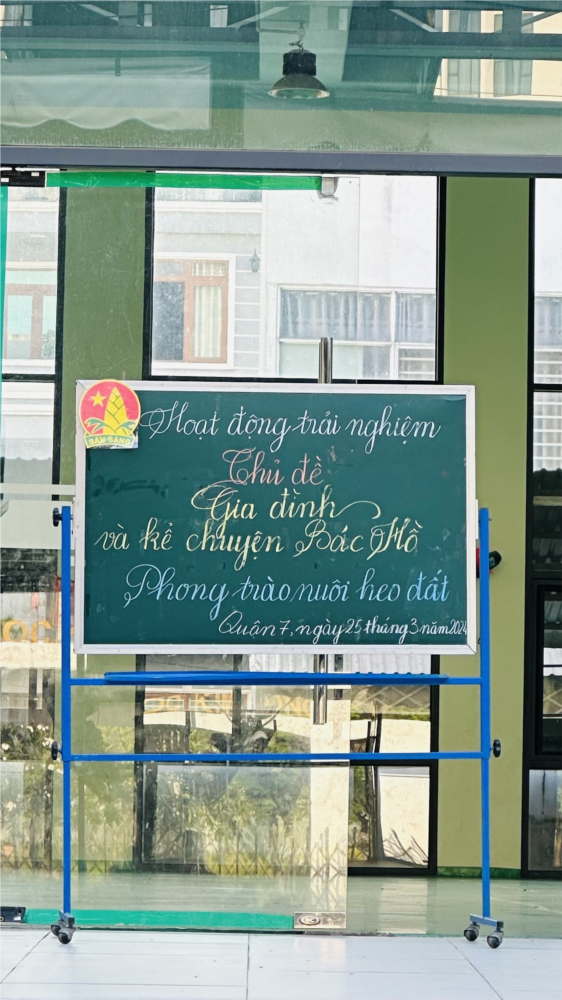 Hoạt động trải nghiệm
SẴN SÀNG
Chủ đề
Gia đình
và kể chuyện Bác Hồ
Phong trào nuôi heo đất
Quận 7, ngày 25 tháng 3 năm 2024